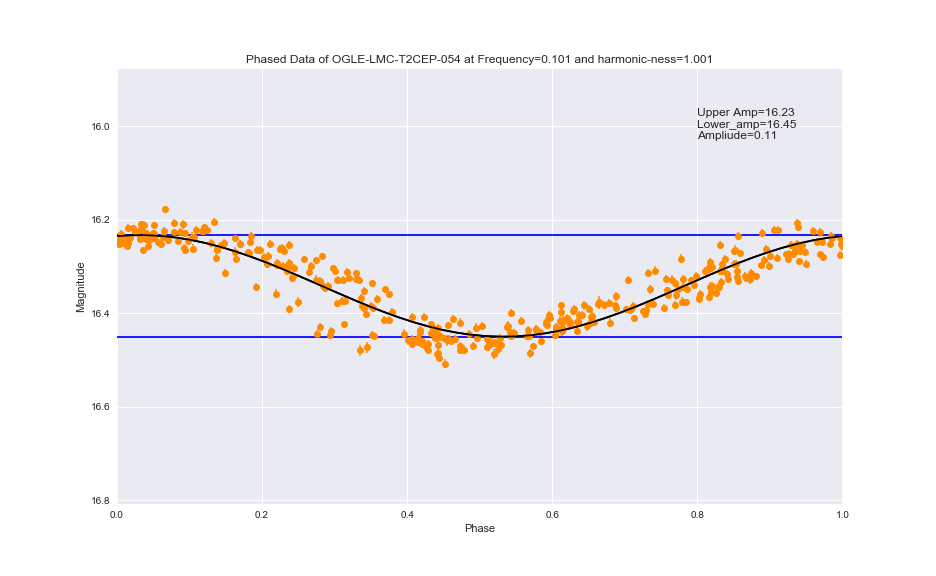 Phased Data of OGLE-LMC-T2CEP-054 at Frequency=0.101 and harmonic-ness=1.001
Upper Amp=16.23
Lower_amp=16.45
Ampliude=0.11
16.0
16.2
16.4
16.6
16.8
Magnitude
0.0 0.2 0.4 0.6 0.8 1.0
Phase